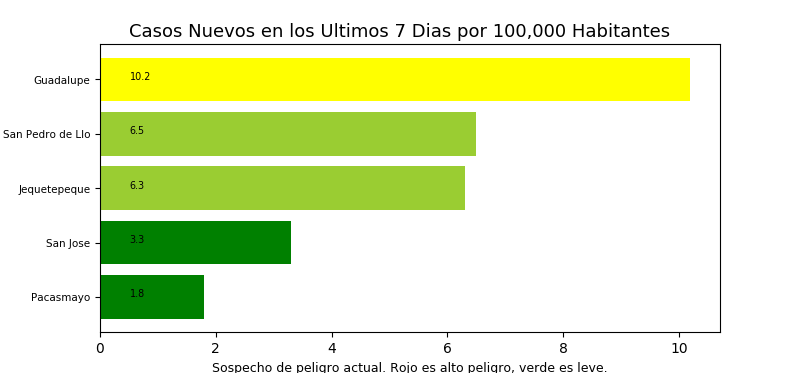 Casos Nuevos en los Ultimos 7 Dias por 100,000 Habitantes
Guadalupe 10.2
San Pedro de Llo 6.5
Jequetepeque 6.3
San Jose 3.3
Pacasmayo 1.8
0 2 4 6 8 10
Sospecho de peligro actual. Rojo es alto peligro, verde es leve.